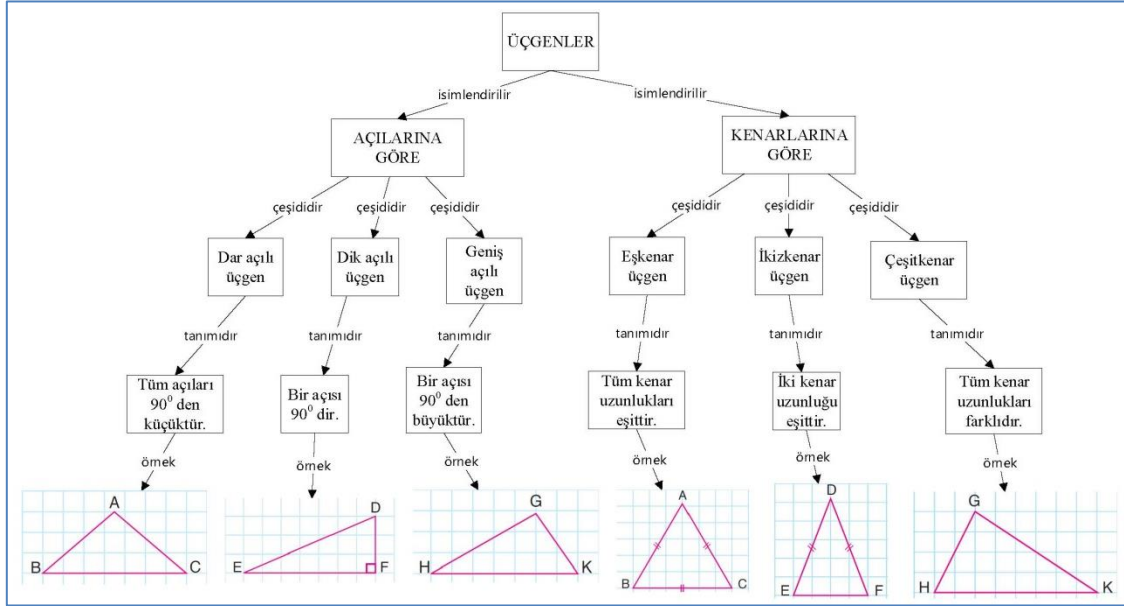 ÜÇGENLER
isimlendirilir
isimlendirilir
AÇILARINA
GÖRE
KENARLARINA
GÖRE
çeşididir
çeşididir
çeşididir
çeşididir
çeşididir
çeşididir
Dar açılı
üçgen
Dik açılı
üçgen
Geniş
açılı
üçgen
Eşkenar
üçgen
İkizkenar
üçgen
Çeşitkenar
üçgen
tanımıdır
tanımıdır
tanımıdır
tanımıdır
tanımıdır
tanımıdır
Tüm açıları
90⁰ den
küçüktür.
Bir açısı
90⁰ dir.
Bir açısı
90⁰ den
büyüktür.
Tüm kenar
uzunlukları
eşittir.
İki kenar
uzunluğu
eşittir.
Tüm kenar
uzunlukları
farklıdır.
örnek
örnek
örnek
örnek
örnek
örnek
A
B
C
D
E
F
G
H
K
A
B
C
D
E
F
G
H
K